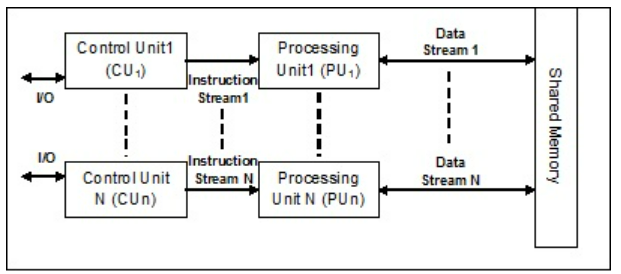 Control Unit1
(CU₁)
Processing
Unit1 (PU₁)
Data
Stream 1
I/O
Instruction
Stream1
Shared Memory
I/O
Control Unit
N (CUn)
Instruction
Stream N
Processing
Unit N (PUn)
Data
Stream N